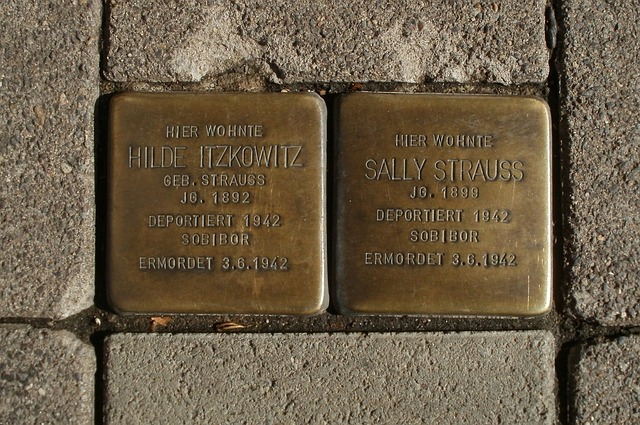 HIER WOHNTE
HILDE ITZKOWITZ
GEB. STRAUSS
JG. 1892
DEPORTIERT 1942
SOBIBOR
ERMORDET 3.6.1942
HIER WOHNTE
SALLY STRAUSS
JG. 1899
DEPORTIERT 1942
SOBIBOR
ERMORDET 3.6.1942